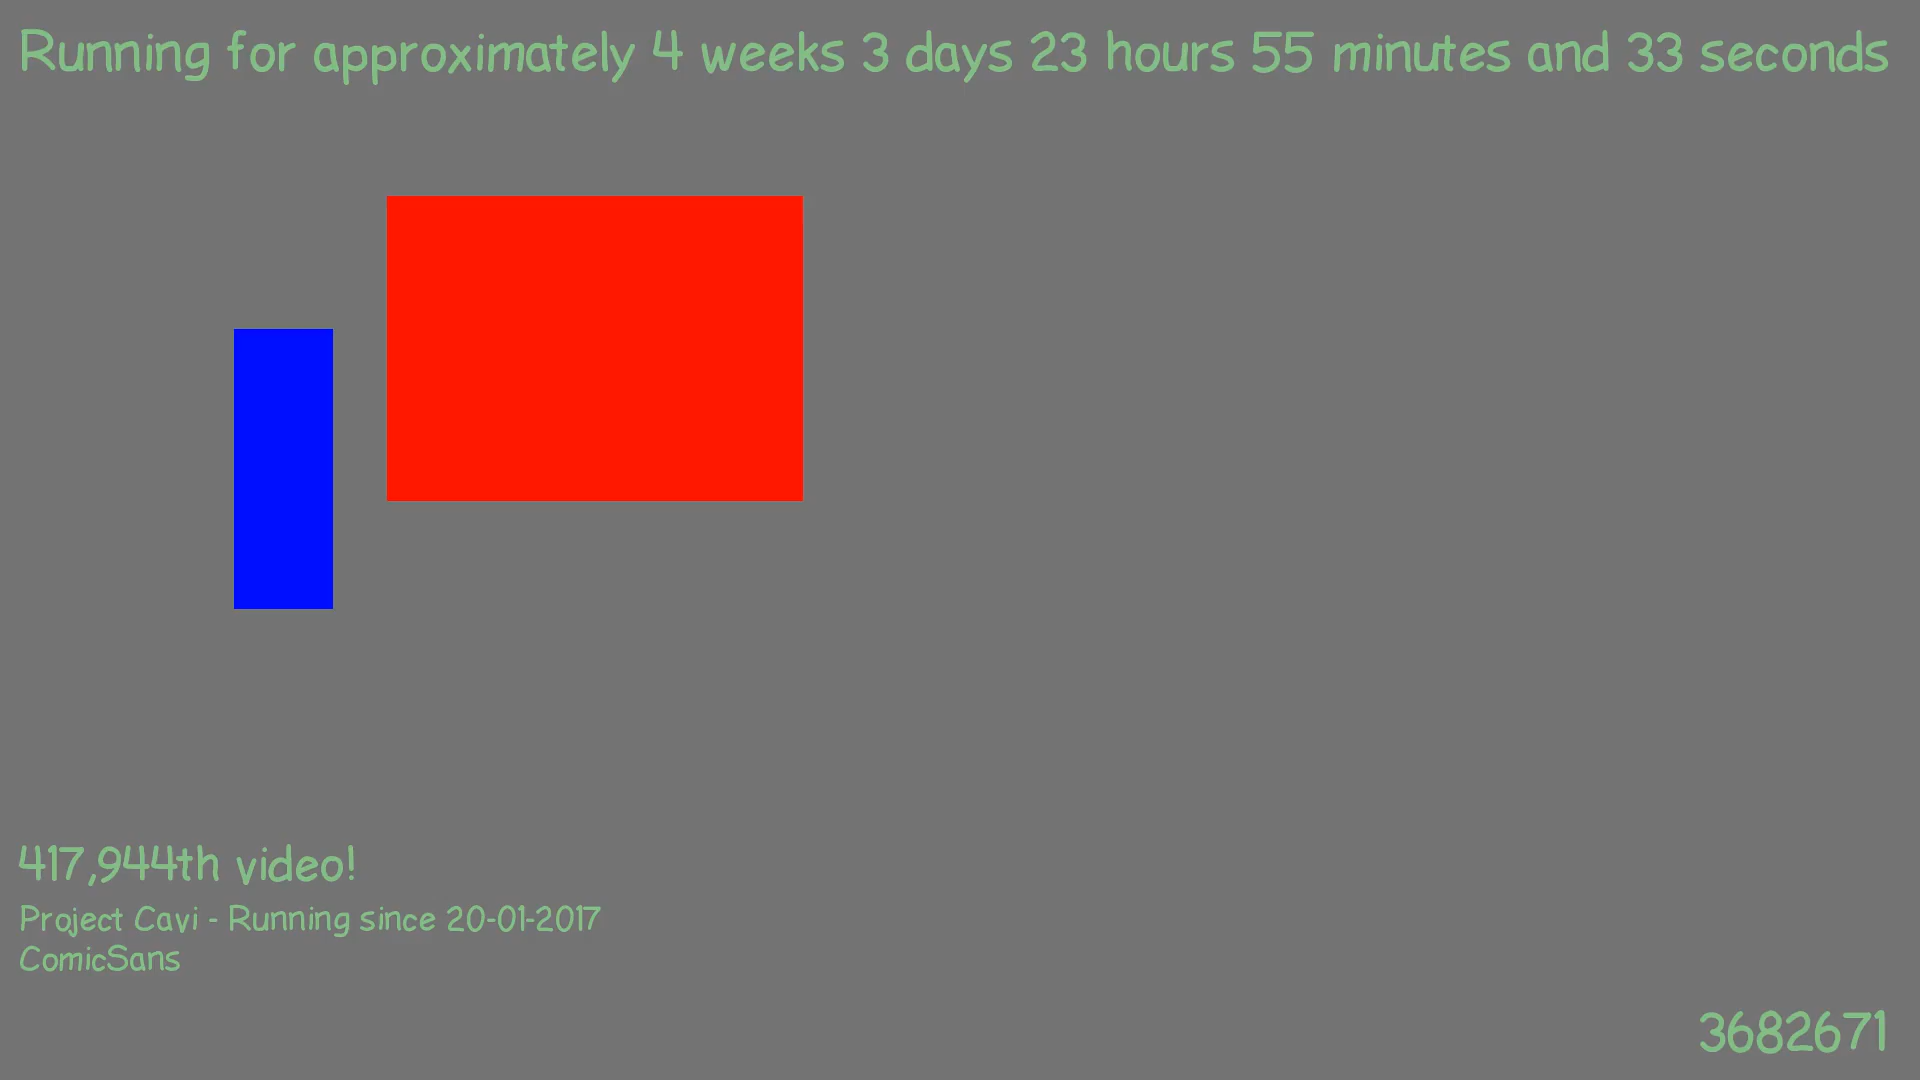 Running for approximately 4 weeks 3 days 23 hours 55 minutes and 33 seconds
417,944th video!
Project Cavi - Running since 20-01-2017
ComicSans
3682671